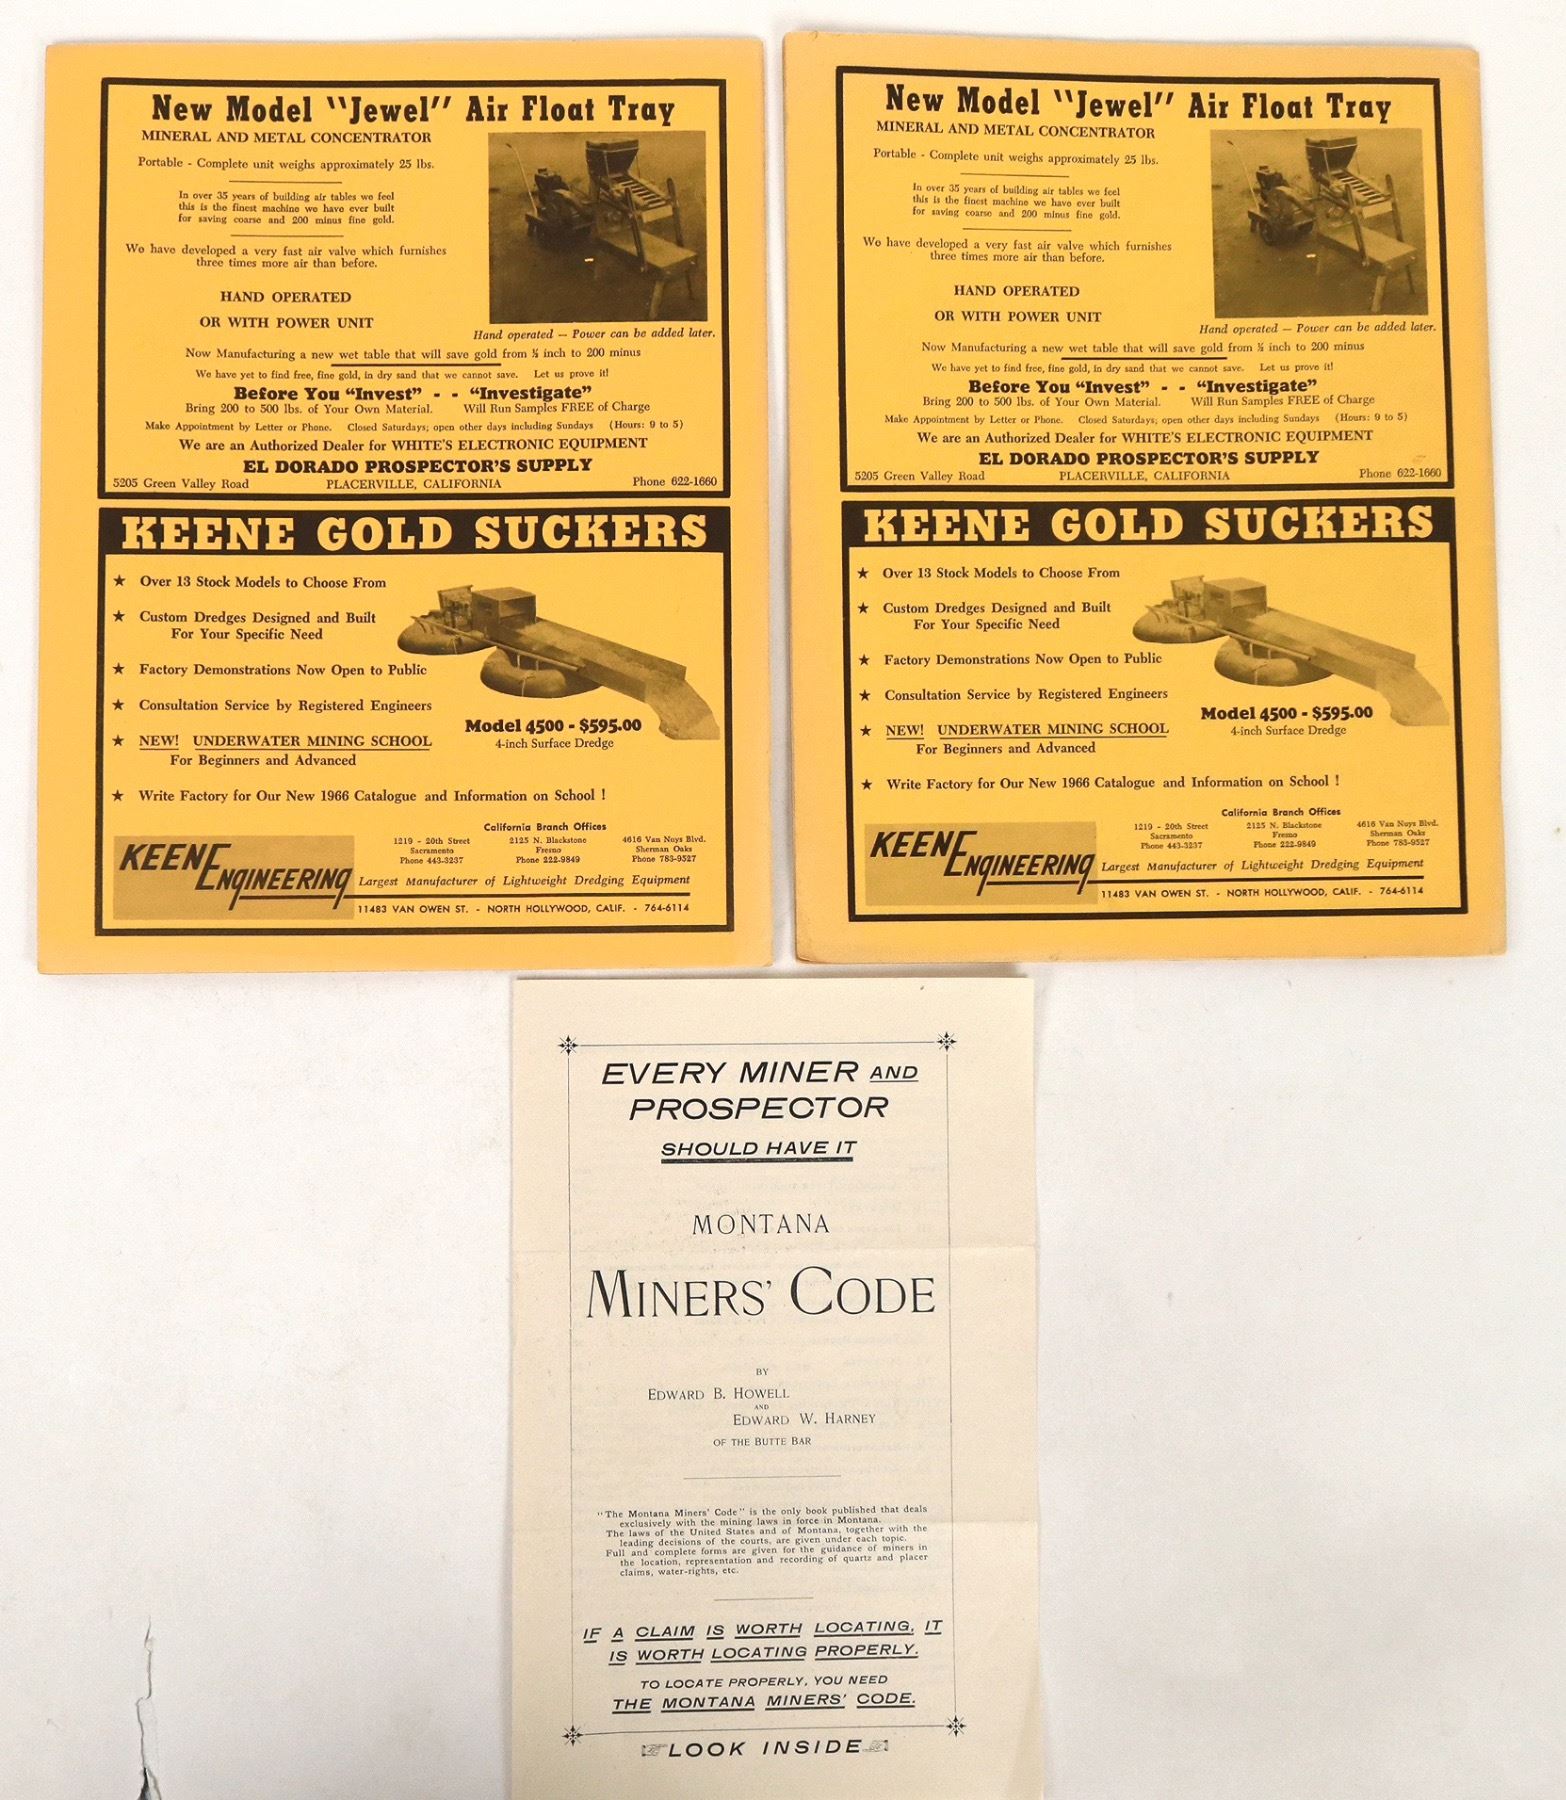 New Model "Jewel" Air Float Tray
MINERAL AND METAL CONCENTRATOR
Portable - Complete unit weighs approximately 25 lbs.
In over 35 years of building air tables we feel
this is the finest machine we have ever built
for saving coarse and 200 minus fine gold.
We have developed a very fast air valve which furnishes
three times more air than before.
HAND OPERATED
OR WITH POWER UNIT
Hand operated — Power can be added later.
Now Manufacturing a new wet table that will save gold from ⅛ inch to 200 minus
We have yet to find free, fine gold, in dry sand that we cannot save. Let us prove it!
Before You "Invest" - - "Investigate"
Bring 200 to 500 lbs. of Your Own Material. Will Run Samples FREE of Charge
Make Appointment by Letter or Phone. Closed Saturdays; open other days including Sundays (Hours: 9 to 5)
We are an Authorized Dealer for WHITE'S ELECTRONIC EQUIPMENT
EL DORADO PROSPECTOR'S SUPPLY
5205 Green Valley Road PLACERVILLE, CALIFORNIA Phone 622-1660
KEENE GOLD SUCKERS
★ Over 13 Stock Models to Choose From
★ Custom Dredges Designed and Built
For Your Specific Need
★ Factory Demonstrations Now Open to Public
★ Consultation Service by Registered Engineers
★ NEW! UNDERWATER MINING SCHOOL
For Beginners and Advanced
Model 4500 - $595.00
4-inch Surface Dredge
★ Write Factory for Our New 1966 Catalogue and Information on School !
California Branch Offices
1219 - 20th Street 2125 N. Blackstone 4616 Van Nuys Blvd.
Sacramento Fresno Sherman Oaks
Phone 443-3237 Phone 222-9849 Phone 783-9527
KEENE ENGINEERING
Largest Manufacturer of Lightweight Dredging Equipment
11483 VAN OWEN ST. - NORTH HOLLYWOOD, CALIF. - 764-6114
New Model "Jewel" Air Float Tray
MINERAL AND METAL CONCENTRATOR
Portable - Complete unit weighs approximately 25 lbs.
In over 35 years of building air tables we feel
this is the finest machine we have ever built
for saving coarse and 200 minus fine gold.
We have developed a very fast air valve which furnishes
three times more air than before.
HAND OPERATED
OR WITH POWER UNIT
Hand operated — Power can be added later.
Now Manufacturing a new wet table that will save gold from ⅛ inch to 200 minus
We have yet to find free, fine gold, in dry sand that we cannot save. Let us prove it!
Before You "Invest" - - "Investigate"
Bring 200 to 500 lbs. of Your Own Material. Will Run Samples FREE of Charge
Make Appointment by Letter or Phone. Closed Saturdays; open other days including Sundays (Hours: 9 to 5)
We are an Authorized Dealer for WHITE'S ELECTRONIC EQUIPMENT
EL DORADO PROSPECTOR'S SUPPLY
5205 Green Valley Road PLACERVILLE, CALIFORNIA Phone 622-1660
KEENE GOLD SUCKERS
★ Over 13 Stock Models to Choose From
★ Custom Dredges Designed and Built
For Your Specific Need
★ Factory Demonstrations Now Open to Public
★ Consultation Service by Registered Engineers
★ NEW! UNDERWATER MINING SCHOOL
For Beginners and Advanced
Model 4500 - $595.00
4-inch Surface Dredge
★ Write Factory for Our New 1966 Catalogue and Information on School !
California Branch Offices
1219 - 20th Street 2125 N. Blackstone 4616 Van Nuys Blvd.
Sacramento Fresno Sherman Oaks
Phone 443-3237 Phone 222-9849 Phone 783-9527
KEENE ENGINEERING
Largest Manufacturer of Lightweight Dredging Equipment
11483 VAN OWEN ST. - NORTH HOLLYWOOD, CALIF. - 764-6114
EVERY MINER AND
PROSPECTOR
SHOULD HAVE IT
MONTANA
MINERS' CODE
BY
EDWARD B. HOWELL
AND
EDWARD W. HARNEY
OF THE BUTTE BAR
"The Montana Miners' Code" is the only book published that deals
exclusively with the mining laws in force in Montana.
The laws of the United States and of Montana, together with the
leading decisions of the courts, are given under each topic.
Full and complete forms are given for the guidance of miners in
the location, representation and recording of quartz and placer
claims, water-rights, etc.
IF A CLAIM IS WORTH LOCATING, IT
IS WORTH LOCATING PROPERLY.
TO LOCATE PROPERLY, YOU NEED
THE MONTANA MINERS' CODE.
LOOK INSIDE